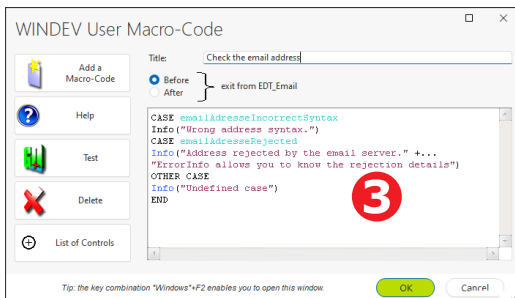 WINDEV User Macro-Code
Add a
Macro-Code
Help
Test
Delete
List of Controls
Title: Check the email address
Before
After
exit from EDT_Email
CASE emailAdresseIncorrectSyntax
Info("Wrong address syntax.")
CASE emailAdresseRejected
Info("Address rejected by the email server." +...
"ErrorInfo allows you to know the rejection details")
OTHER CASE
Info("Undefined case")
END
3
Tip: the key combination "Windows"+F2 enables you to open this window.
OK
Cancel